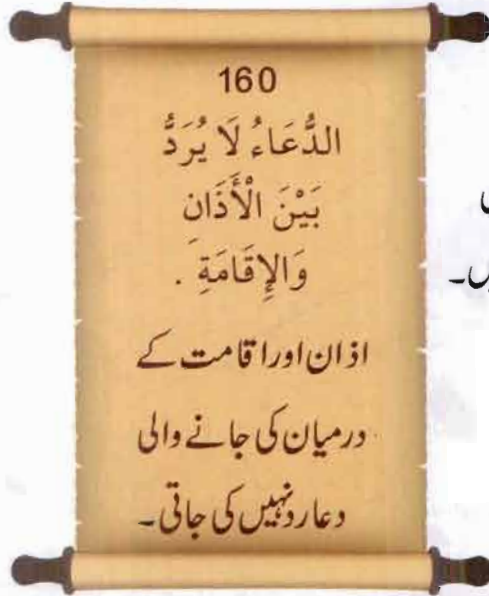 160
الدُّعَاءُ لَا يُرَدُّ
بَيْنَ الْأَذَانِ
وَالْإِقَامَةِ .
اذان اور اقامت کے
درمیان کی جانے والی
دعا رد نہیں کی جاتی۔